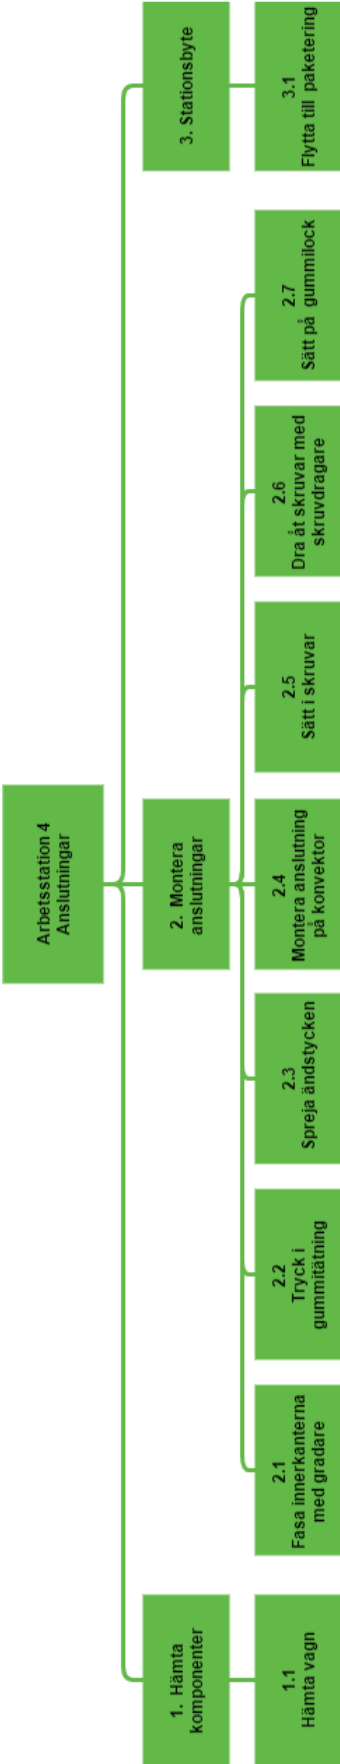 Arbetsstation 4
Anslutningar
1. Hämta
komponenter
2. Montera
anslutningar
3. Stationsbyte
1.1
Hämta vagn
2.1
Fasa innerkanterna
med gradare
2.2
Tryck i
gummitätning
2.3
Spreja ändstycken
2.4
Montera anslutning
på konvektor
2.5
Sätt i skruvar
2.6
Dra åt skruvar med
skruvdragare
2.7
Sätt på gummilock
3.1
Flytta till paketering